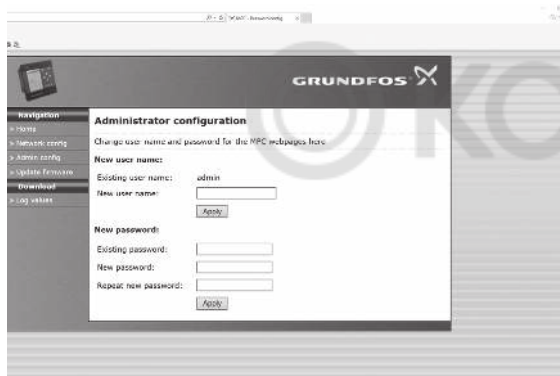 GRUNDFOS
Navigation
> Home
> Network config
> Admin config
> Update firmware
Download
> Log values
Administrator configuration
Change user name and password for the MPC webpages here
New user name:
Existing user name: admin
New user name:
Apply
New password:
Existing password:
New password:
Repeat new password:
Apply
KC